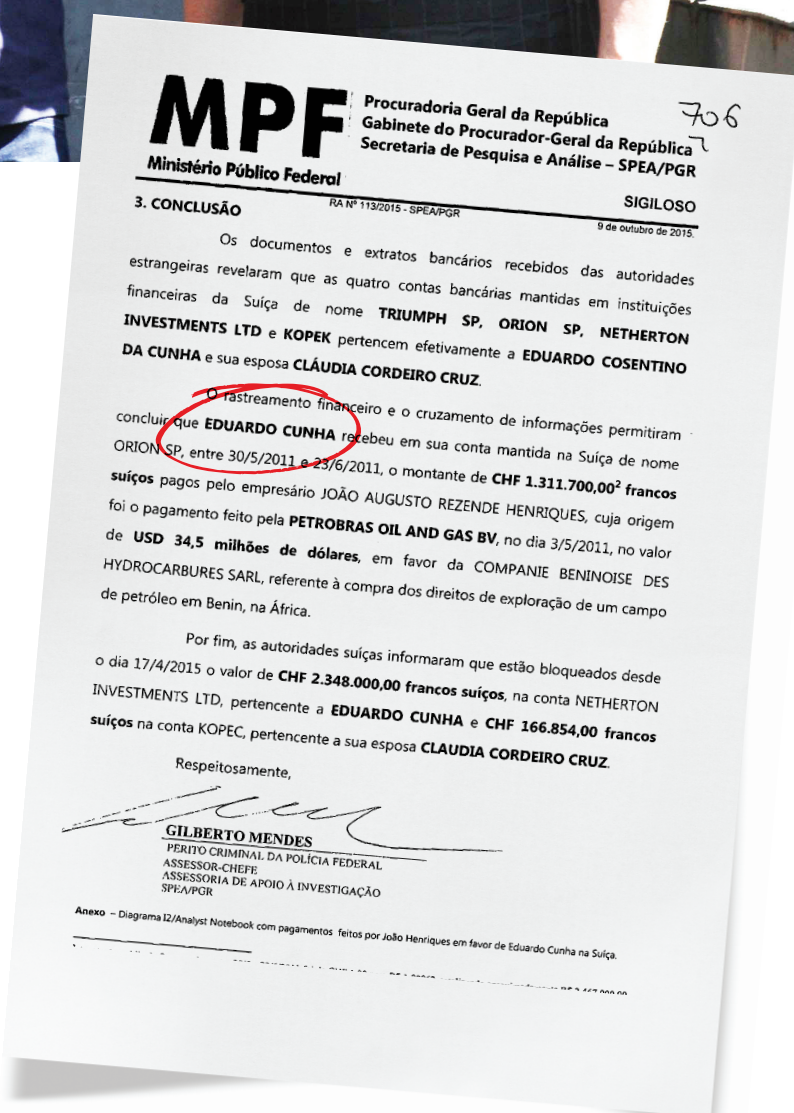 706
MPF
Ministério Público Federal
Procuradoria Geral da República
Gabinete do Procurador-Geral da República
Secretaria de Pesquisa e Análise – SPEA/PGR
SIGILOSO
RA Nº 113/2015 - SPEA/PGR
9 de outubro de 2015.
3. CONCLUSÃO
Os documentos e extratos bancários recebidos das autoridades
estrangeiras revelaram que as quatro contas bancárias mantidas em instituições
financeiras da Suíça de nome TRIUMPH SP, ORION SP, NETHERTON
INVESTMENTS LTD e KOPEK pertencem efetivamente a EDUARDO COSENTINO
DA CUNHA e sua esposa CLÁUDIA CORDEIRO CRUZ.
O rastreamento financeiro e o cruzamento de informações permitiram
concluir que EDUARDO CUNHA recebeu em sua conta mantida na Suíça de nome
ORION SP, entre 30/5/2011 e 23/6/2011, o montante de CHF 1.311.700,00² francos
suíços pagos pelo empresário JOÃO AUGUSTO REZENDE HENRIQUES, cuja origem
foi o pagamento feito pela PETROBRAS OIL AND GAS BV, no dia 3/5/2011, no valor
de USD 34,5 milhões de dólares, em favor da COMPANIE BENINOISE DES
HYDROCARBURES SARL, referente à compra dos direitos de exploração de um campo
de petróleo em Benin, na África.
Por fim, as autoridades suíças informaram que estão bloqueados desde
o dia 17/4/2015 o valor de CHF 2.348.000,00 francos suíços, na conta NETHERTON
INVESTMENTS LTD, pertencente a EDUARDO CUNHA e CHF 166.854,00 francos
suíços na conta KOPEC, pertencente a sua esposa CLAUDIA CORDEIRO CRUZ.
Respeitosamente,
GILBERTO MENDES
PERITO CRIMINAL DA POLÍCIA FEDERAL
ASSESSOR-CHEFE
ASSESSORIA DE APOIO À INVESTIGAÇÃO
SPEA/PGR
Anexo – Diagrama I2/Analyst Notebook com pagamentos feitos por João Henriques em favor de Eduardo Cunha na Suíça.